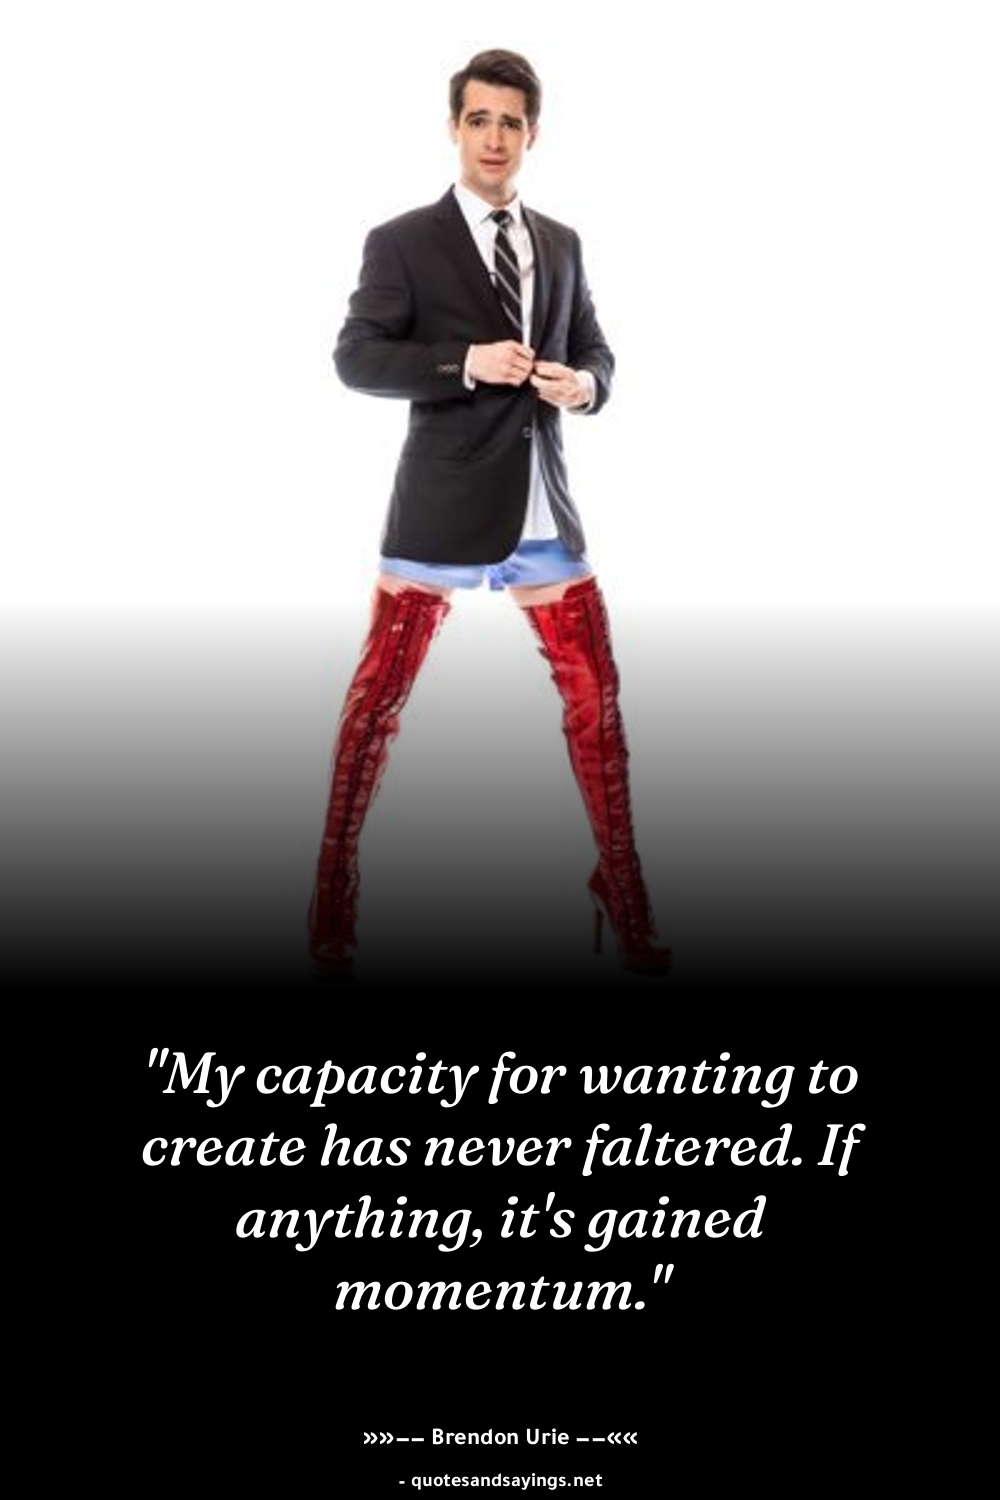 "My capacity for wanting to
create has never faltered. If
anything, it's gained
momentum."
»»−− Brendon Urie −−««
- quotesandsayings.net